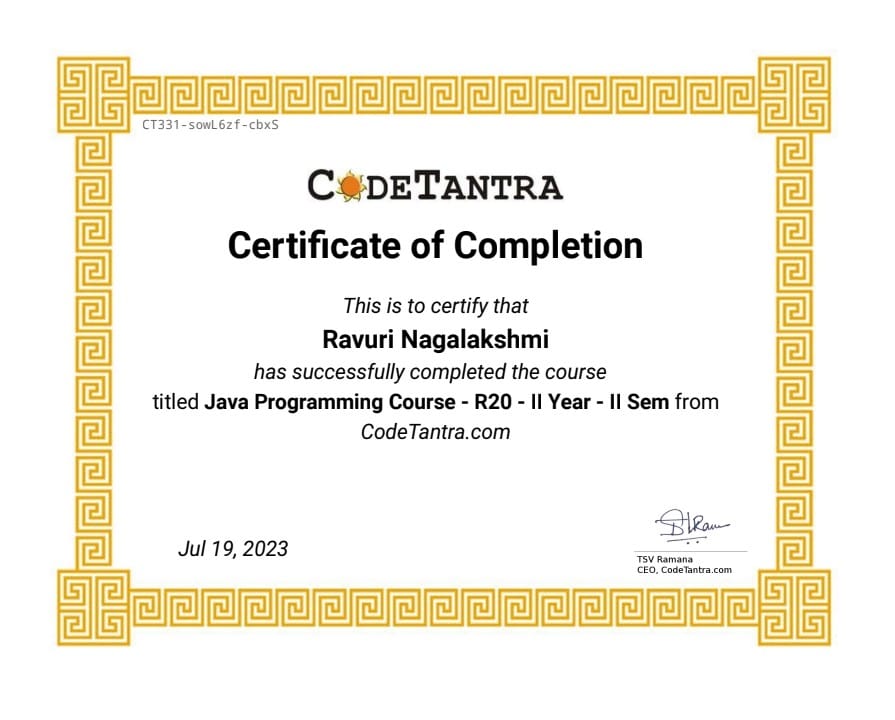 CT331-sowL6zf-cbxS
CODETANTRA
Certificate of Completion
This is to certify that
Ravuri Nagalakshmi
has successfully completed the course
titled Java Programming Course - R20 - II Year - II Sem from
CodeTantra.com
Jul 19, 2023
TSV Ramana
CEO, CodeTantra.com